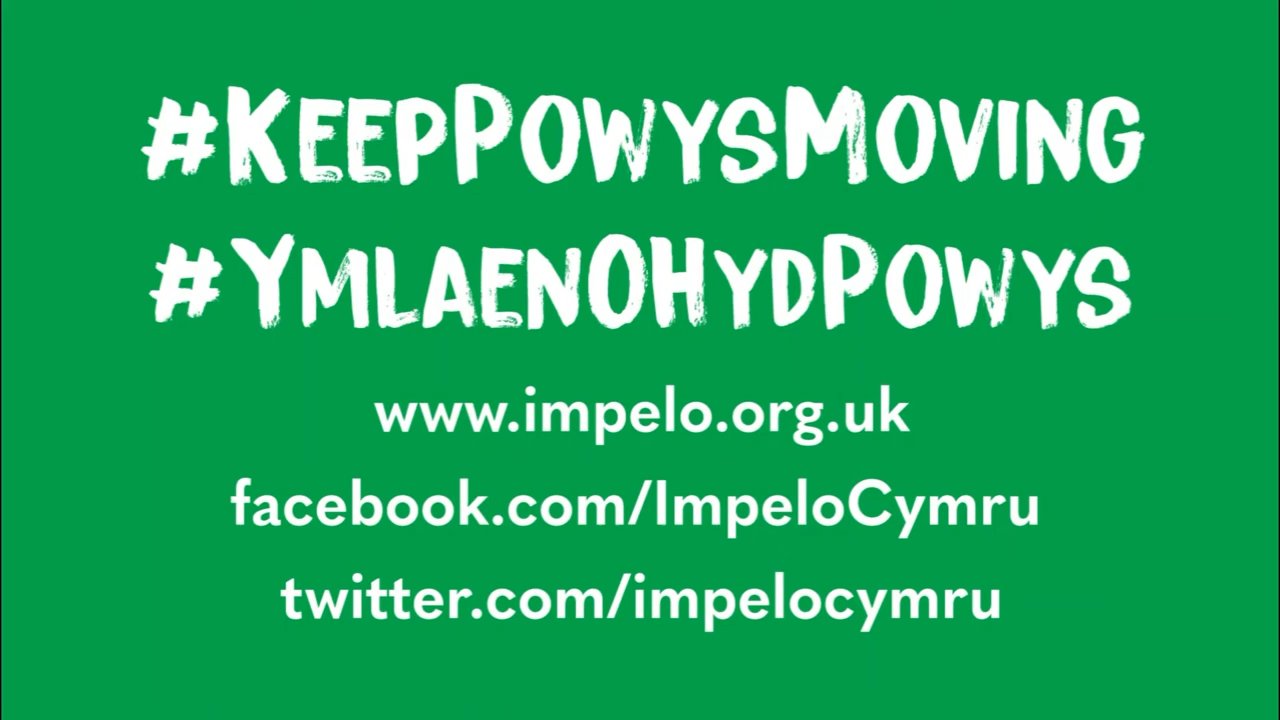 #KeepPowysMoving
#YmlaenOHydPowys
www.impelo.org.uk
facebook.com/ImpeloCymru
twitter.com/impelocymru